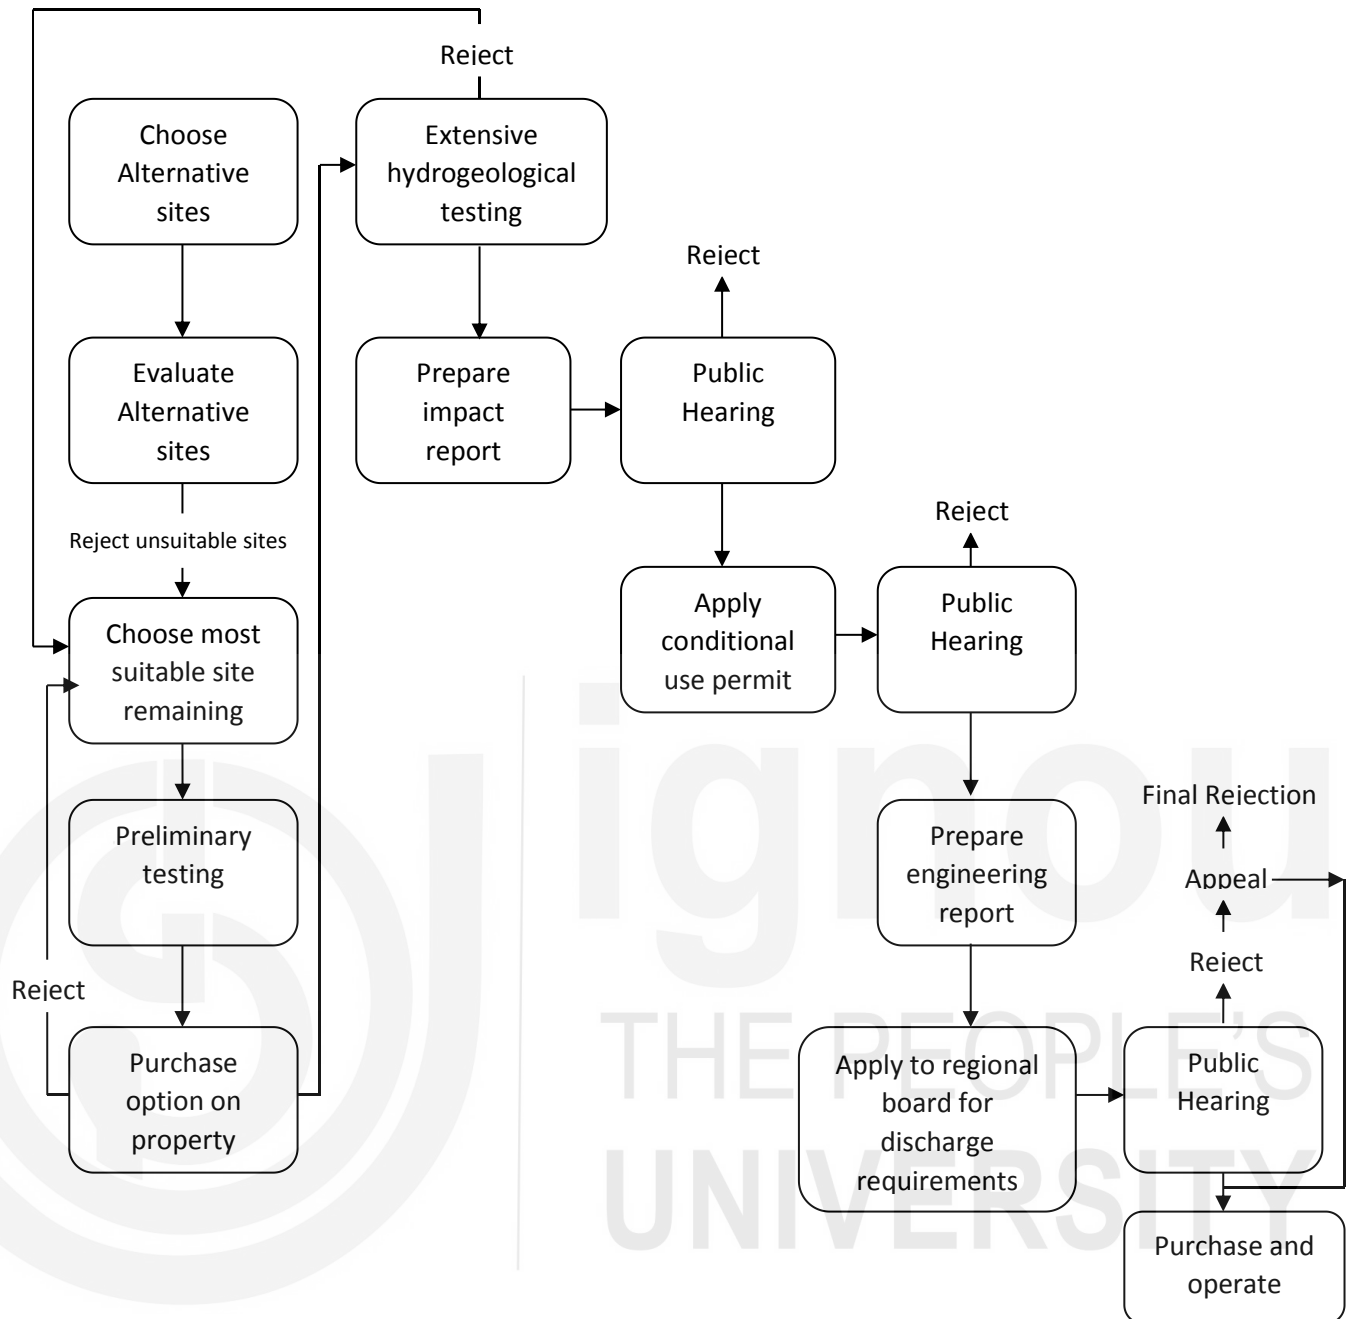 Reject
Choose
Alternative
sites
Extensive
hydrogeological
testing
Reject
Evaluate
Alternative
sites
Prepare
impact
report
Public
Hearing
Reject unsuitable sites
Reject
Choose most
suitable site
remaining
Apply
conditional
use permit
Public
Hearing
Preliminary
testing
Prepare
engineering
report
Final Rejection
Appeal
Reject
Reject
Purchase
option on
property
Apply to regional
board for
discharge
requirements
Public
Hearing
Purchase and
operate
ignou
THE PEOPLE'S
UNIVERSITY